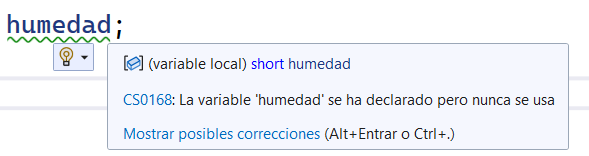 humedad;
(variable local) short humedad
CS0168: La variable 'humedad' se ha declarado pero nunca se usa
Mostrar posibles correcciones (Alt+Entrar o Ctrl+.)